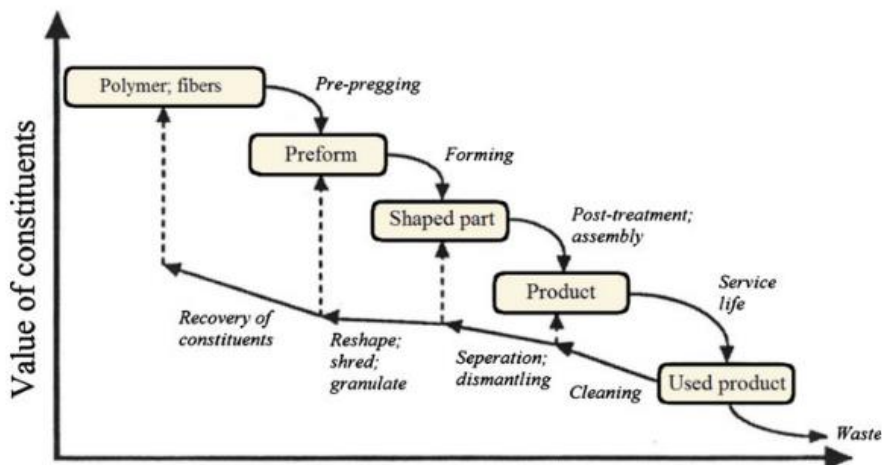 Value of constituents
Polymer; fibers
Pre-pregging
Preform
Forming
Shaped part
Post-treatment;
assembly
Product
Service
life
Used product
Waste
Cleaning
Seperation;
dismantling
Reshape;
shred;
granulate
Recovery of
constituents